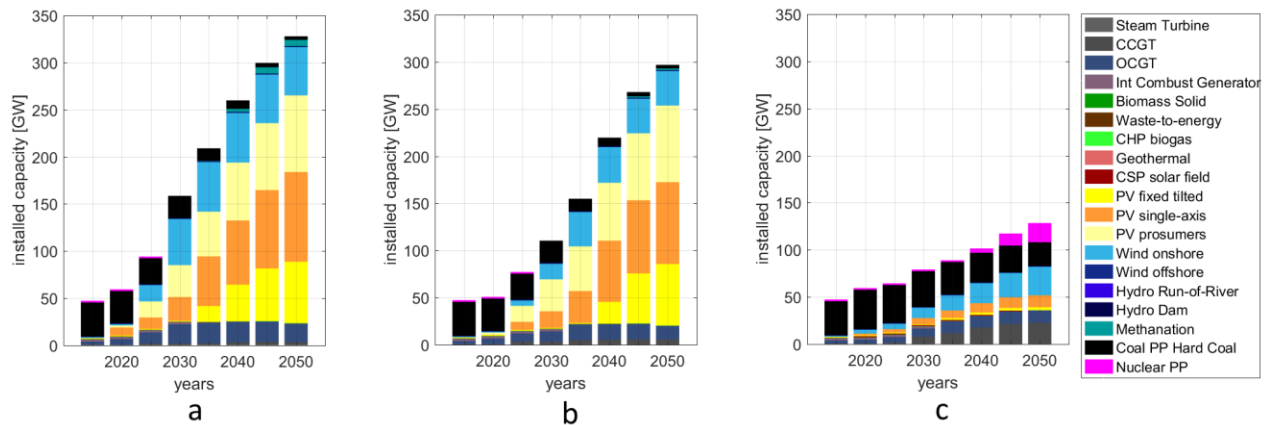 350
300
250
200
150
100
50
0
installed capacity [GW]
2020 2030 2040 2050
years
a
350
300
250
200
150
100
50
0
installed capacity [GW]
2020 2030 2040 2050
years
b
350
300
250
200
150
100
50
0
installed capacity [GW]
2020 2030 2040 2050
years
c
Steam Turbine
CCGT
OCGT
Int Combust Generator
Biomass Solid
Waste-to-energy
CHP biogas
Geothermal
CSP solar field
PV fixed tilted
PV single-axis
PV prosumers
Wind onshore
Wind offshore
Hydro Run-of-River
Hydro Dam
Methanation
Coal PP Hard Coal
Nuclear PP